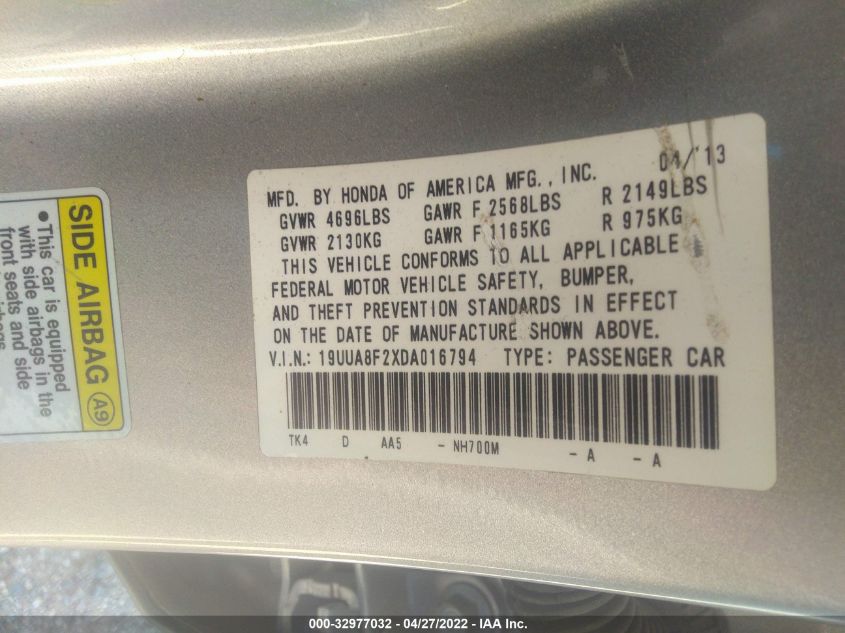 04/'13
MFD. BY HONDA OF AMERICA MFG., INC.
GVWR 4696LBS GAWR F 2568LBS R 2149LBS
GVWR 2130KG GAWR F 1165KG R 975KG
THIS VEHICLE CONFORMS TO ALL APPLICABLE
FEDERAL MOTOR VEHICLE SAFETY, BUMPER,
AND THEFT PREVENTION STANDARDS IN EFFECT
ON THE DATE OF MANUFACTURE SHOWN ABOVE.
V.I.N.: 19UUA8F2XDA016794 TYPE: PASSENGER CAR
TK4 D AA5 - NH700M - A - A
SIDE AIRBAG A9
•This car is equipped
with side airbags in the
front seats and side
000-32977032 - 04/27/2022 - IAA Inc.